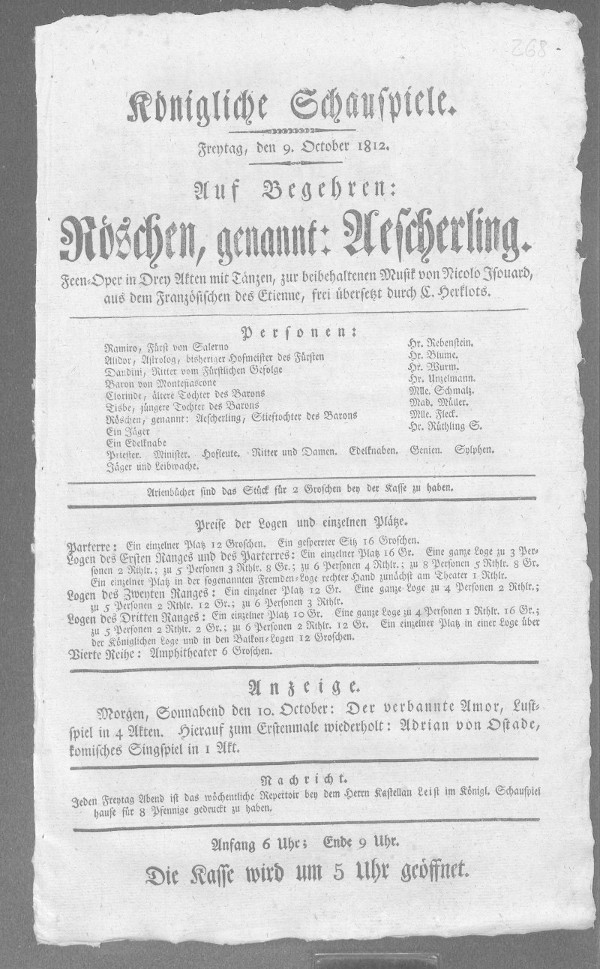 268
Königliche Schauspiele.
Freytag, den 9. October 1812.
Auf Begehren:
Röschen, genannt: Aescherling.
Feen-Oper in Drey Akten mit Tänzen, zur beibehaltenen Musik von Nicolo Isouard,
aus dem Französischen des Etienne, frei übersetzt durch C. Herklots.
Personen:
Ramiro, Fürst von Salerno Hr. Rebenstein.
Alidor, Astrolog, bisheriger Hofmeister des Fürsten Hr. Blume.
Dandini, Ritter vom Fürstlichen Gefolge Hr. Wurm.
Baron von Montefiascone Hr. Unzelmann.
Clorinde, ältere Tochter des Barons Mlle. Schmalz.
Tisbe, jüngere Tochter des Barons Mad. Müller.
Röschen, genannt: Aescherling, Stieftochter des Barons Mlle. Fleck.
Ein Jäger Hr. Rüthling S.
Ein Edelknabe
Priester. Minister. Hofleute. Ritter und Damen. Edelknaben. Genien. Sylphen.
Jäger und Leibwache.
Arienbücher sind das Stück für 2 Groschen bey der Kasse zu haben.
Preise der Logen und einzelnen Plätze.
Parterre: Ein einzelner Platz 12 Groschen. Ein gesperrter Sitz 16 Groschen.
Logen des Ersten Ranges und des Parterres: Ein einzelner Platz 16 Gr. Eine ganze Loge zu 3 Per-
sonen 2 Rthlr.; zu 5 Personen 3 Rthlr. 8 Gr.; zu 6 Personen 4 Rthlr.; zu 8 Personen 5 Rthlr. 8 Gr.
Ein einzelner Platz in der sogenannten Fremden-Loge rechter Hand zunächst am Theater 1 Rthlr.
Logen des Zweyten Ranges: Ein einzelner Platz 12 Gr. Eine ganze Loge zu 4 Personen 2 Rthlr.;
zu 5 Personen 2 Rthlr. 12 Gr.; zu 6 Personen 3 Rthlr.
Logen des Dritten Ranges: Ein einzelner Platz 10 Gr. Eine ganze Loge zu 4 Personen 1 Rthlr. 16 Gr.;
zu 5 Personen 2 Rthlr. 2 Gr.; zu 6 Personen 2 Rthlr. 12 Gr. Ein einzelner Platz in einer Loge über
der Königlichen Loge und in den Balkon-Logen 12 Groschen.
Vierte Reihe: Amphitheater 6 Groschen.
Anzeige.
Morgen, Sonnabend den 10. October: Der verbannte Amor, Lust-
spiel in 4 Akten. Hierauf zum Erstenmale wiederholt: Adrian von Ostade,
komisches Singspiel in 1 Akt.
Nachricht.
Jeden Freytag Abend ist das wöchentliche Repertoir bey dem Herrn Kastellan Leist im Königl. Schauspiel
hause für 8 Pfennige gedruckt zu haben.
Anfang 6 Uhr; Ende 9 Uhr.
Die Kasse wird um 5 Uhr geöffnet.